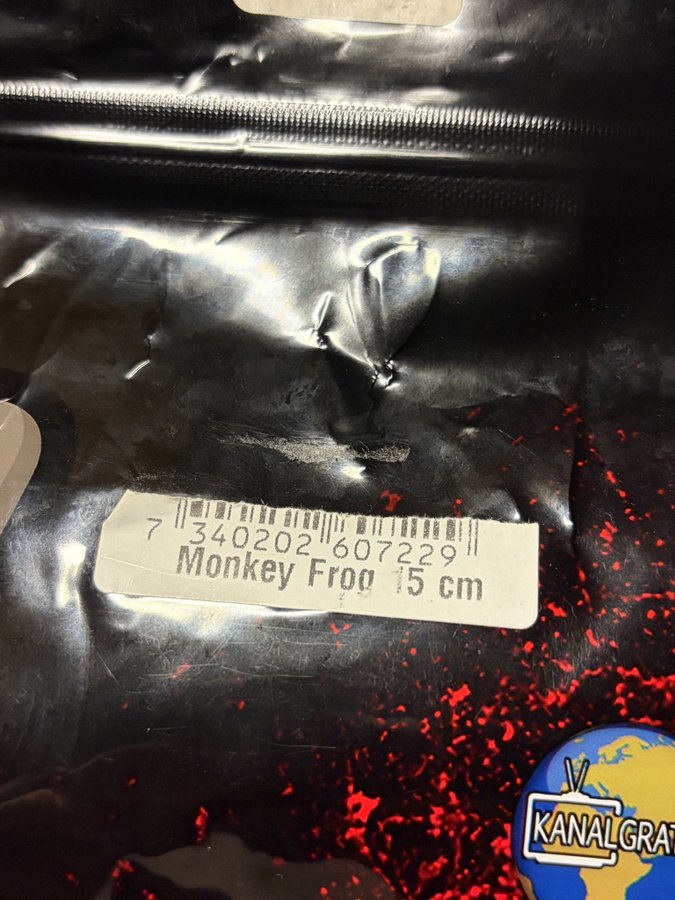 7 340202 607229
Monkey Frog 15 cm
KANALGRAT